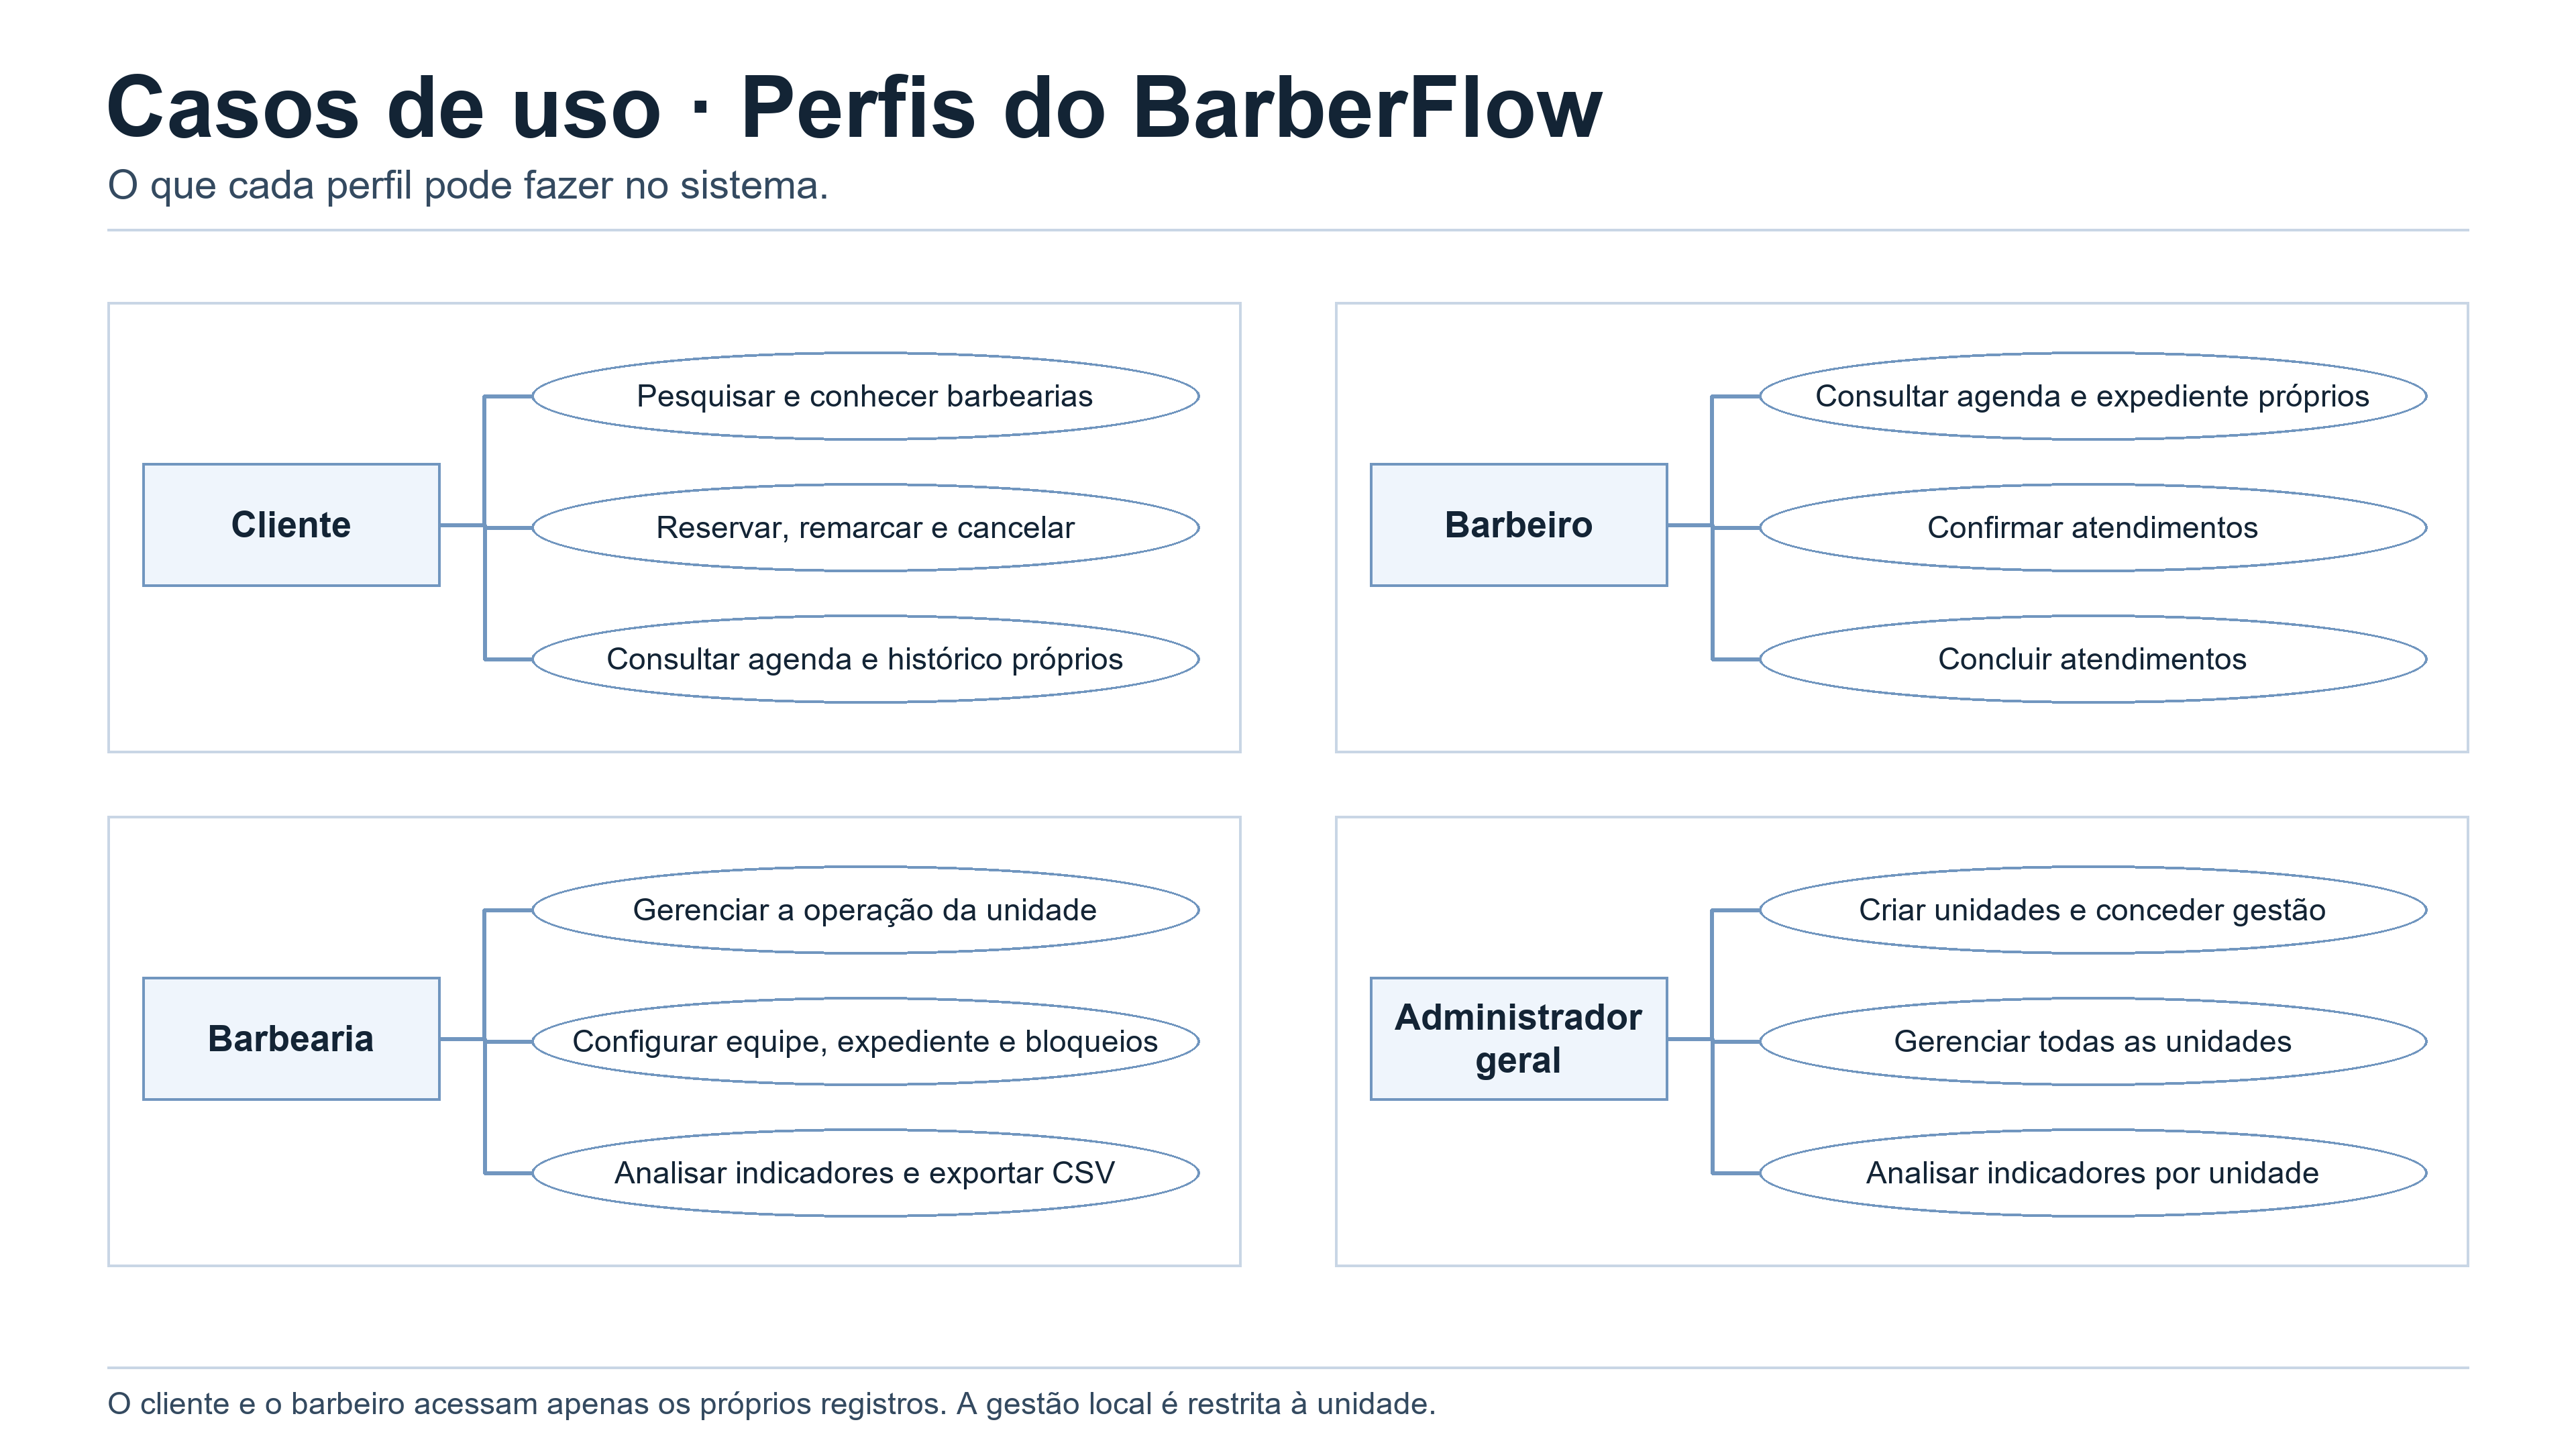 Casos de uso · Perfis do BarberFlow
O que cada perfil pode fazer no sistema.
Cliente
Pesquisar e conhecer barbearias
Reservar, remarcar e cancelar
Consultar agenda e histórico próprios
Barbeiro
Consultar agenda e expediente próprios
Confirmar atendimentos
Concluir atendimentos
Barbearia
Gerenciar a operação da unidade
Configurar equipe, expediente e bloqueios
Analisar indicadores e exportar CSV
Administrador
geral
Criar unidades e conceder gestão
Gerenciar todas as unidades
Analisar indicadores por unidade
O cliente e o barbeiro acessam apenas os próprios registros. A gestão local é restrita à unidade.